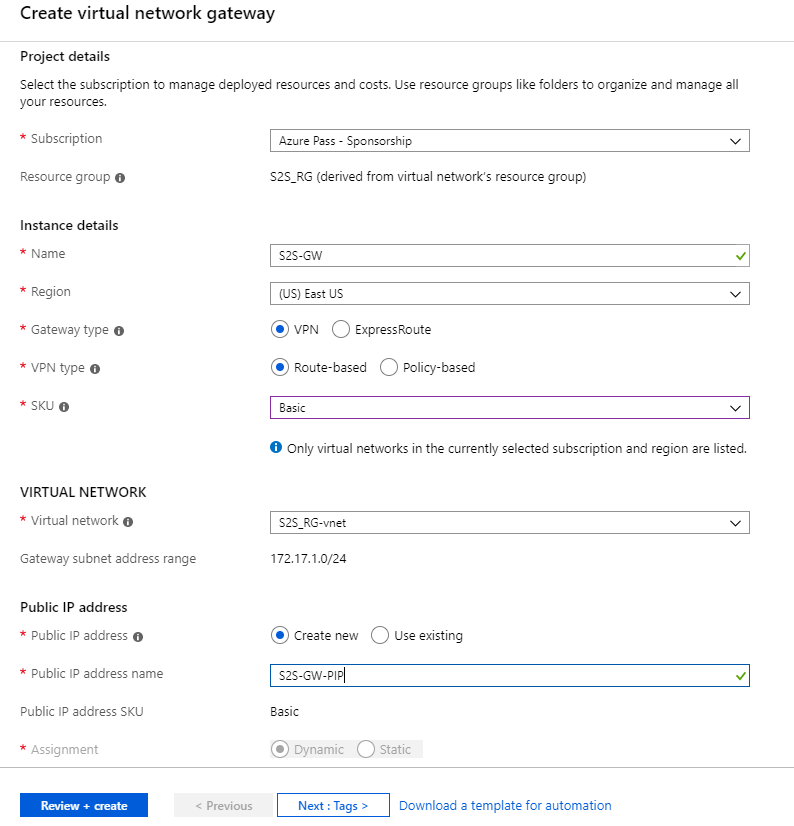 Create virtual network gateway
Project details
Select the subscription to manage deployed resources and costs. Use resource groups like folders to organize and manage all
your resources.
* Subscription
Azure Pass - Sponsorship
Resource group
S2S_RG (derived from virtual network's resource group)
Instance details
* Name
S2S-GW
* Region
(US) East US
* Gateway type
VPN ExpressRoute
* VPN type
Route-based Policy-based
* SKU
Basic
Only virtual networks in the currently selected subscription and region are listed.
VIRTUAL NETWORK
* Virtual network
S2S_RG-vnet
Gateway subnet address range
172.17.1.0/24
Public IP address
* Public IP address
Create new Use existing
* Public IP address name
S2S-GW-PIP
Public IP address SKU
Basic
* Assignment
Dynamic Static
Review + create
< Previous
Next : Tags >
Download a template for automation